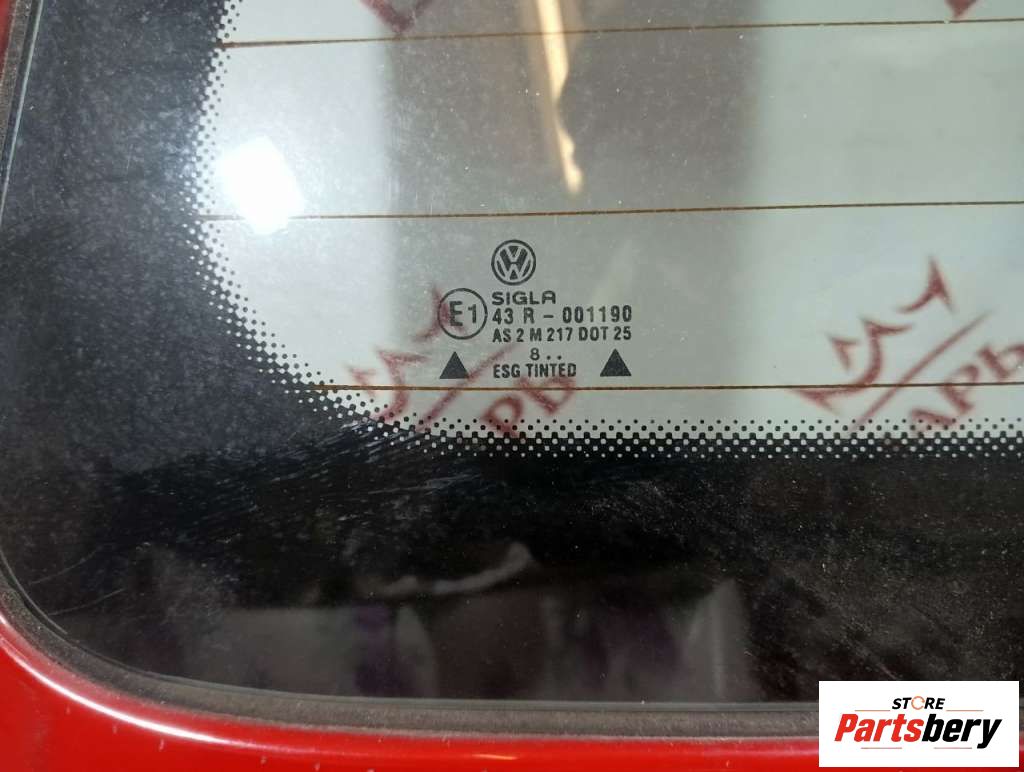 SIGLA
E1 43 R - 001190
AS 2 M 217 DOT 25
8 . .
ESG TINTED
STORE
Partsbery